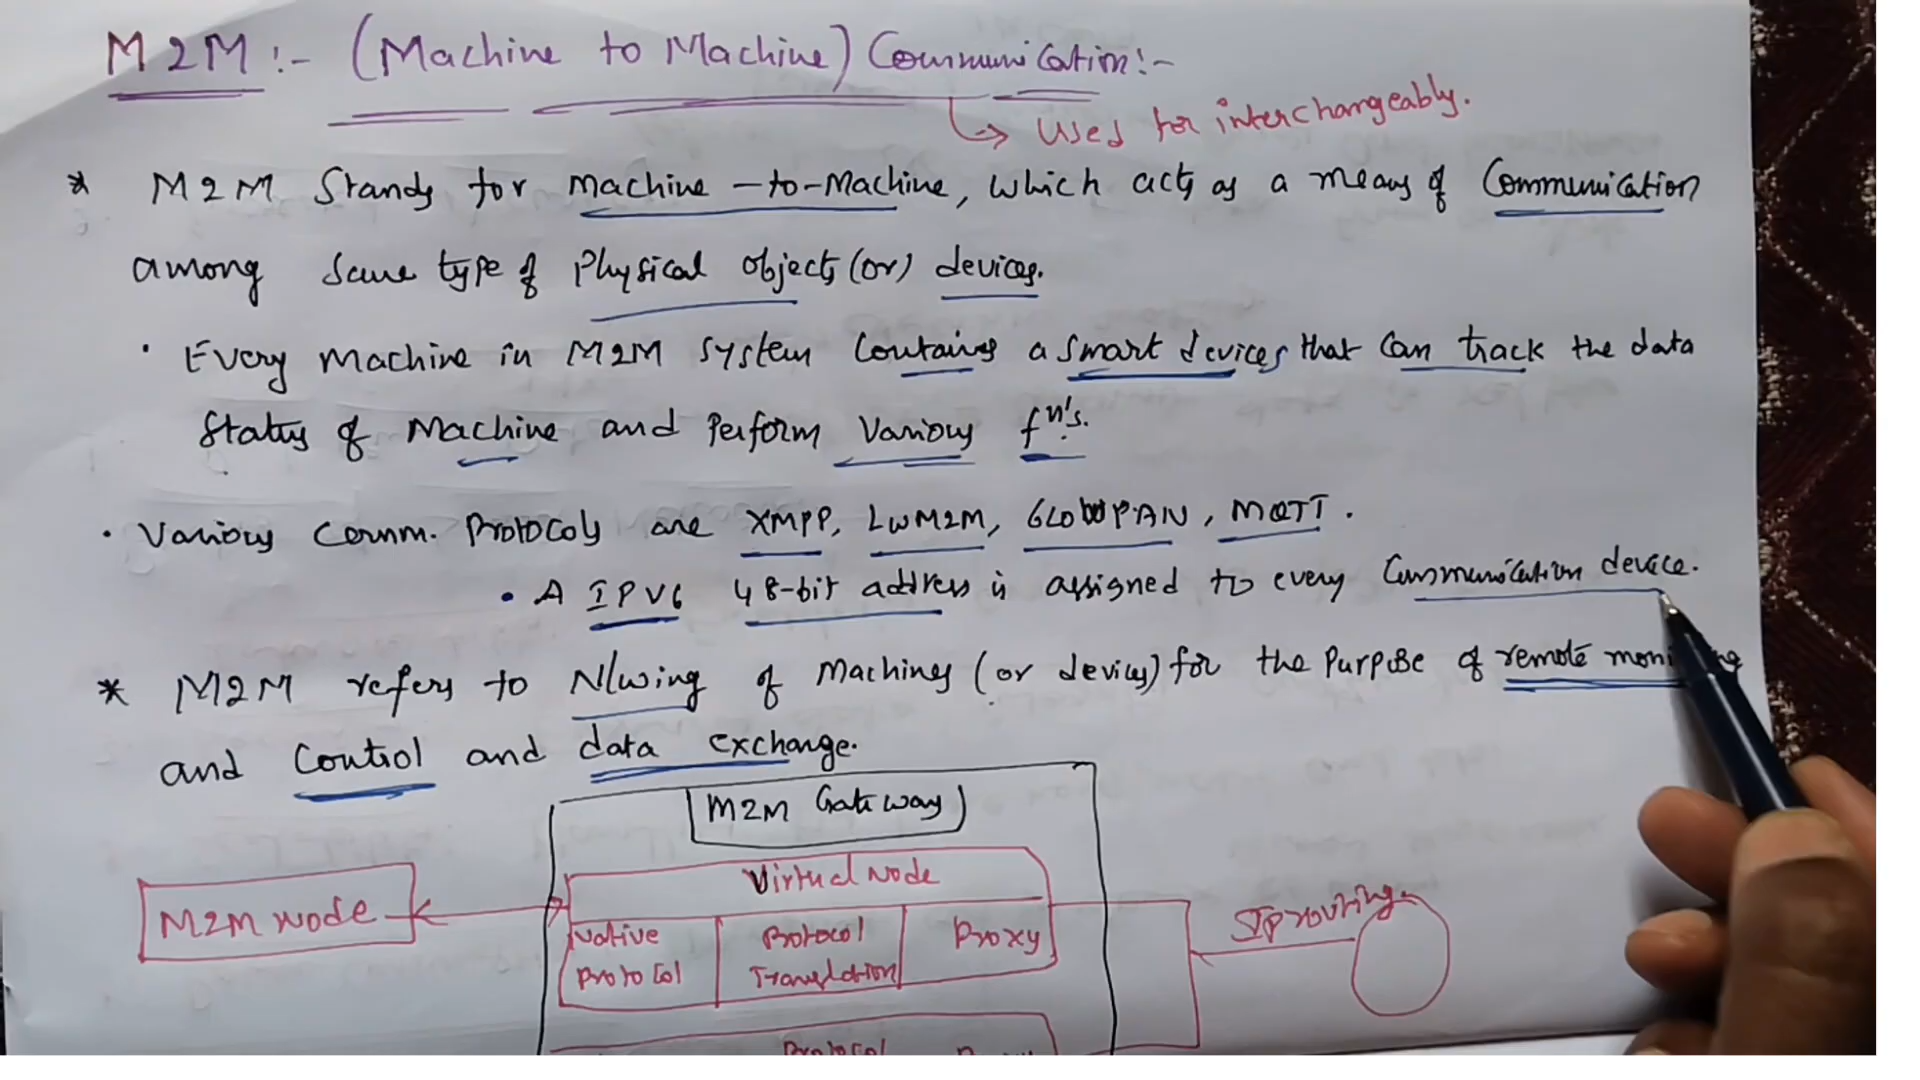 M2M :- (Machine to Machine) Communication:-
↳ Used for interchangeably.
* M2M Stands for Machine-to-Machine, which acts as a means of Communication
among same type of Physical objects (or) devices.
· Every Machine in M2M system Contains a smart devices that can track the data
status of Machine and Perform Various fn's.
· Various Comm. Protocols are XMPP, LWM2M, 6LOWPAN, MQTT.
• A IPV6 48-bit address is assigned to every Communication device.
* M2M refers to N/wing of Machines (or devices) for the Purpose of remote
and Control and data exchange.
M2M Gateway
Virtual Node
M2M Node
Native Protocol
Protocol Translation
Proxy
IP routing
Protocol